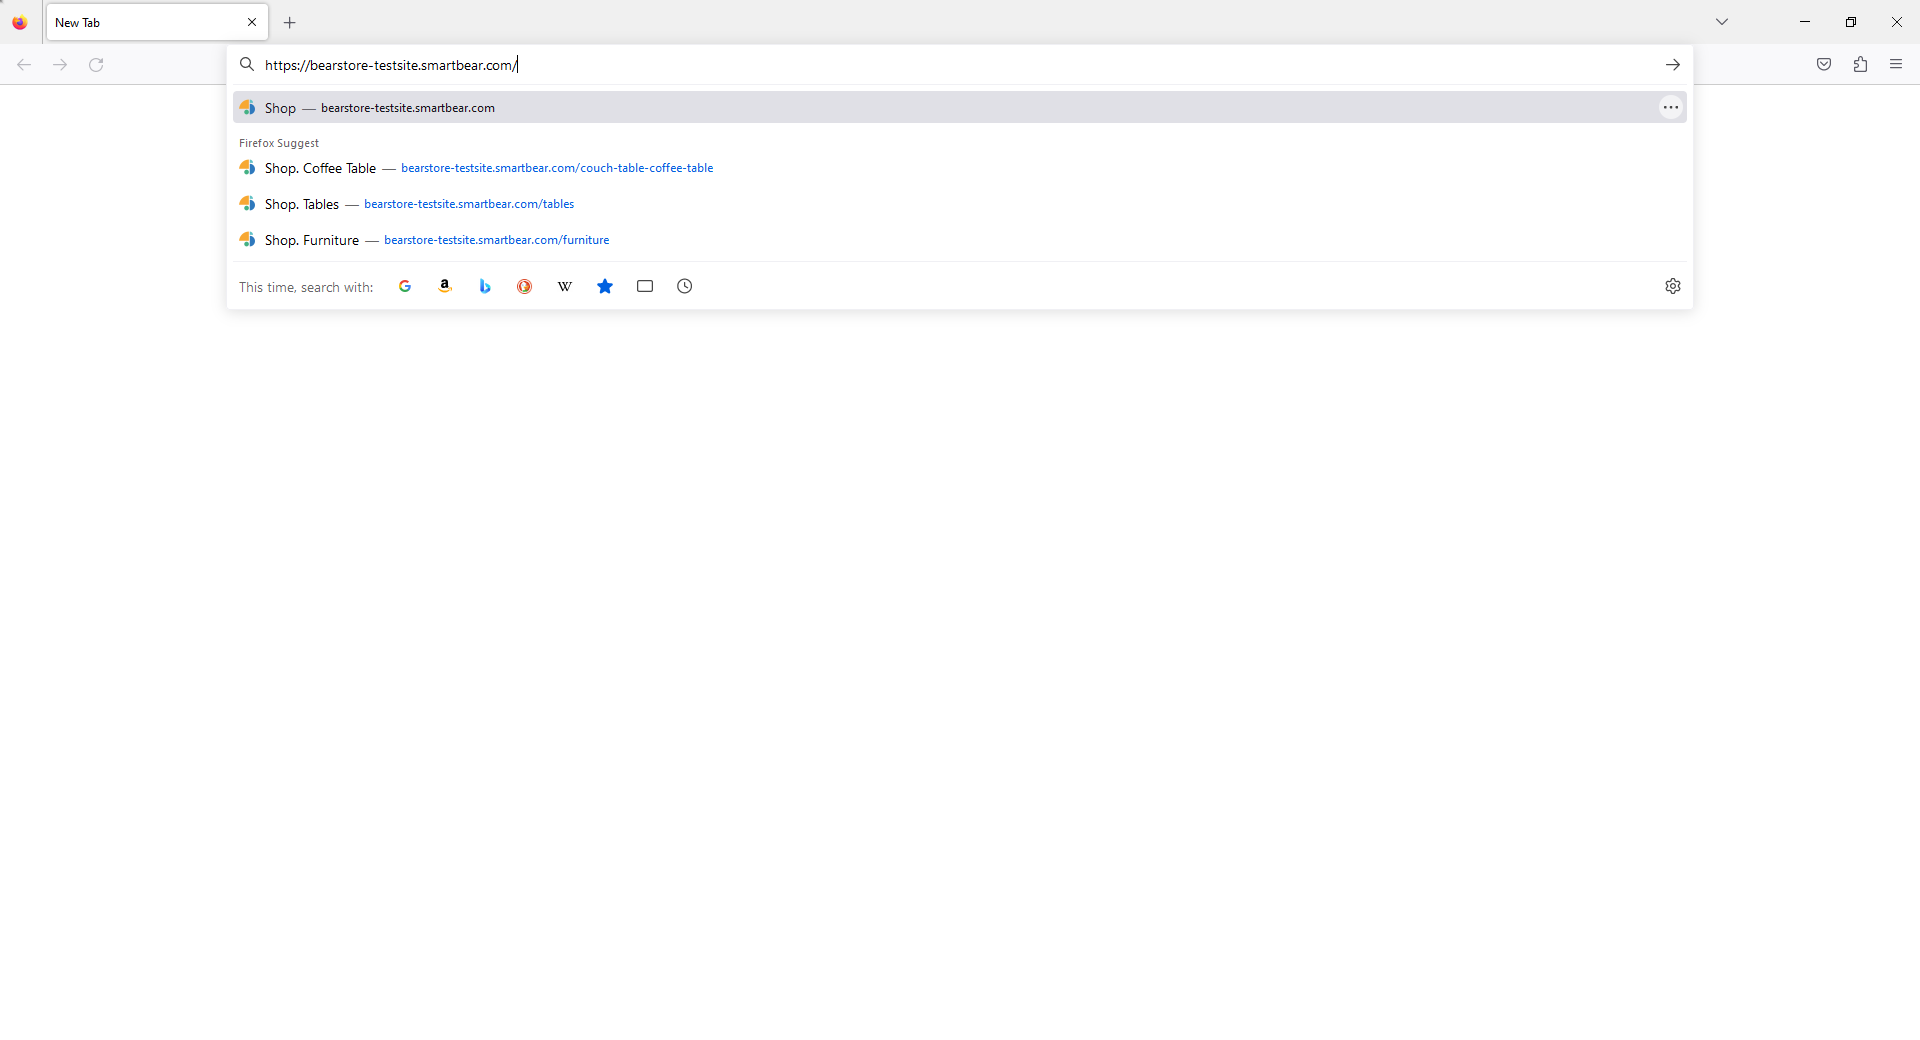 New Tab
https://bearstore-testsite.smartbear.com/
Shop — bearstore-testsite.smartbear.com
Firefox Suggest
Shop. Coffee Table — bearstore-testsite.smartbear.com/couch-table-coffee-table
Shop. Tables — bearstore-testsite.smartbear.com/tables
Shop. Furniture — bearstore-testsite.smartbear.com/furniture
This time, search with: